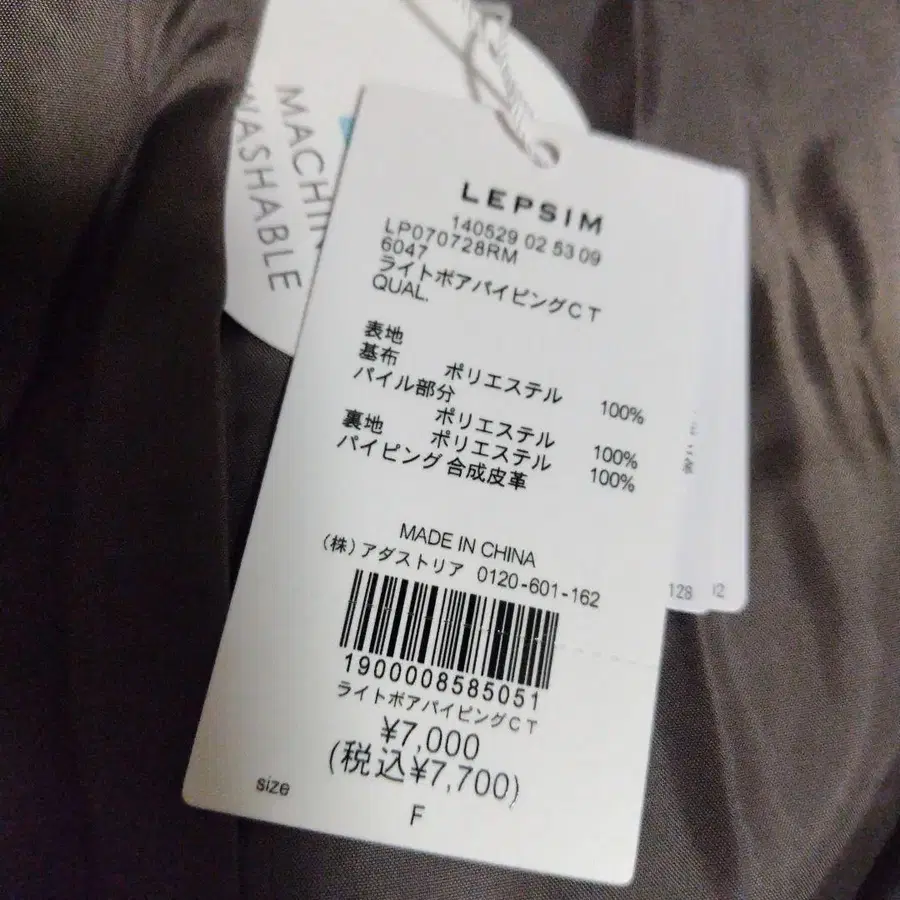 MACHIN
WASHABLE
LEPSIM
140529 02 53 09
LP070728RM
6047
ライトボアパイピングCT
QUAL.
表地
基布 ポリエステル 100%
パイル部分
ポリエステル 100%
裏地 ポリエステル 100%
パイピング 合成皮革
MADE IN CHINA
(株)アダストリア 0120-601-162
1900008585051
ライトボアパイピングCT
¥7,000
(税込¥7,700)
size
F
128
12